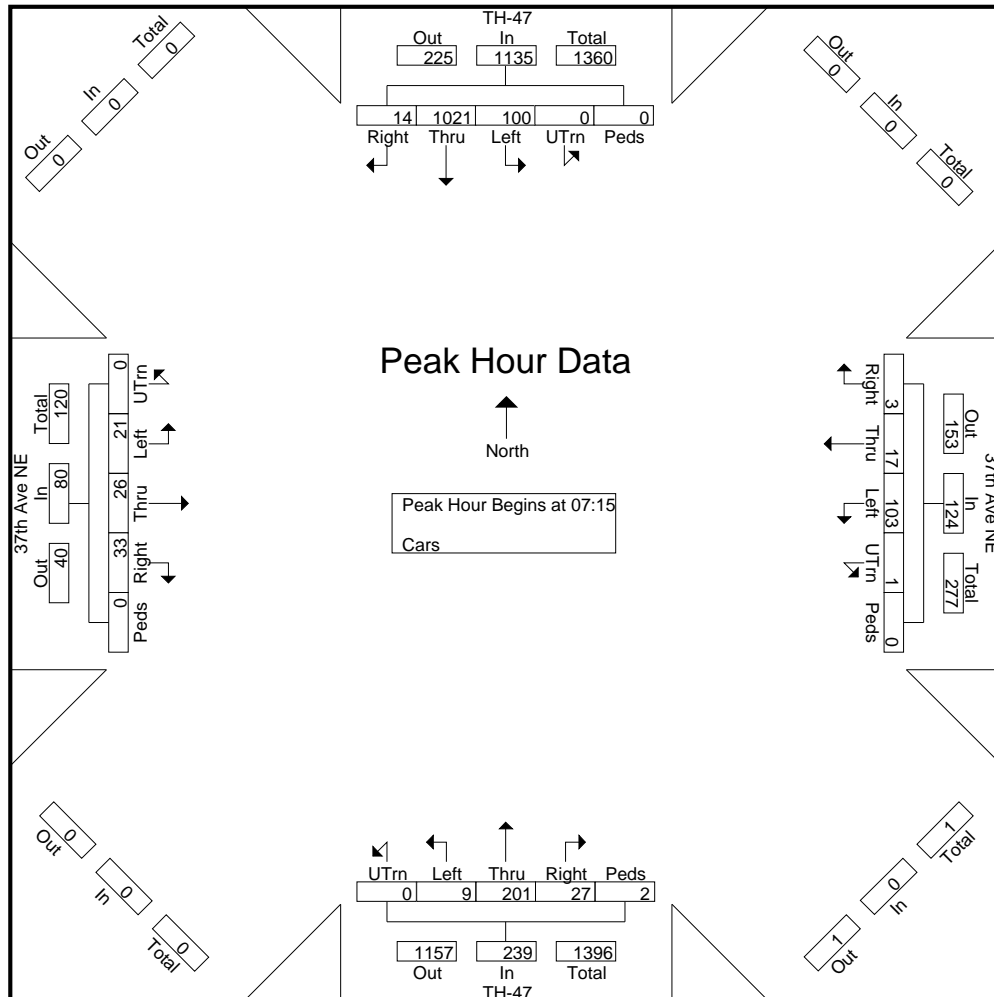 TH-47
Out In Total
225 1135 1360
14 1021 100 0 0
Right Thru Left UTrn Peds
Total
0
In
0
Out
0
Out
0
In
0
Total
0
37th Ave NE
Total
120
In
80
Out
40
0
UTrn
21
Left
26
Thru
33
Right
0
Peds
Peak Hour Data
North
Peak Hour Begins at 07:15
Cars
Right
3
Thru
17
Left
103
UTrn
1
Peds
0
Out
153
In
124
Total
277
37th Ave NE
0
Out
0
In
0
Total
1
Total
0
In
1
Out
UTrn Left Thru Right Peds
0 9 201 27 2
1157 239 1396
Out In Total
TH-47